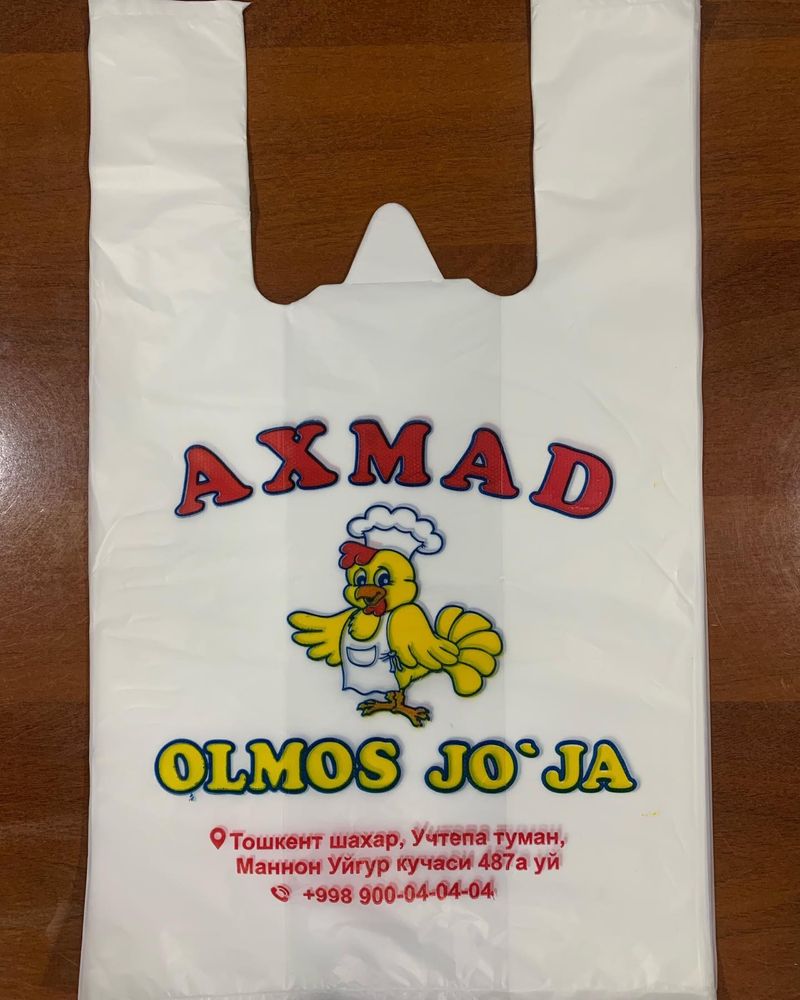 AXMAD
OLMOS JO`JA
Тошкент шахар, Учтепа туман,
Маннон Уйгур кучаси 487а уй
+998 900-04-04-04